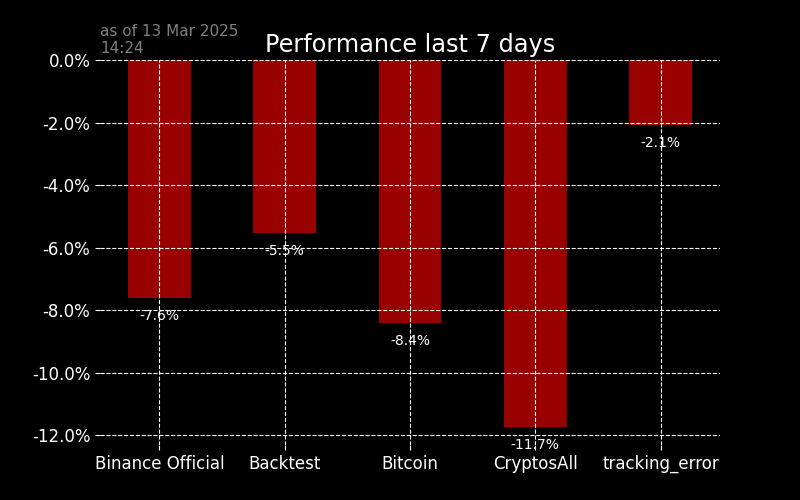 as of 13 Mar 2025
14:24
Performance last 7 days
0.0%
-2.0%
-4.0%
-6.0%
-8.0%
-10.0%
-12.0%
-7.6%
-5.5%
-8.4%
-11.7%
-2.1%
Binance Official
Backtest
Bitcoin
CryptosAll
tracking_error